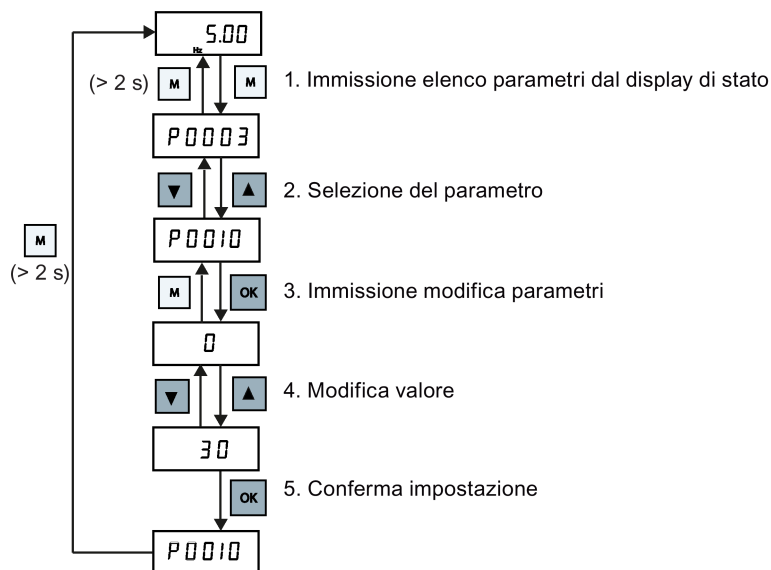 5.00
Hz
(> 2 s) M M 1. Immissione elenco parametri dal display di stato
P0003
▼ ▲ 2. Selezione del parametro
M
(> 2 s)
P0010
M OK 3. Immissione modifica parametri
0
▼ ▲ 4. Modifica valore
30
OK 5. Conferma impostazione
P0010